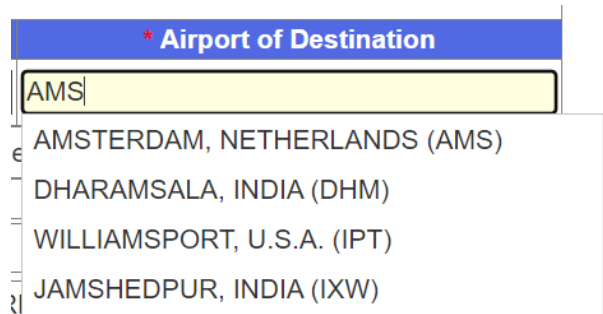 * Airport of Destination
AMS
AMSTERDAM, NETHERLANDS (AMS)
DHARAMSALA, INDIA (DHM)
WILLIAMSPORT, U.S.A. (IPT)
JAMSHEDPUR, INDIA (IXW)